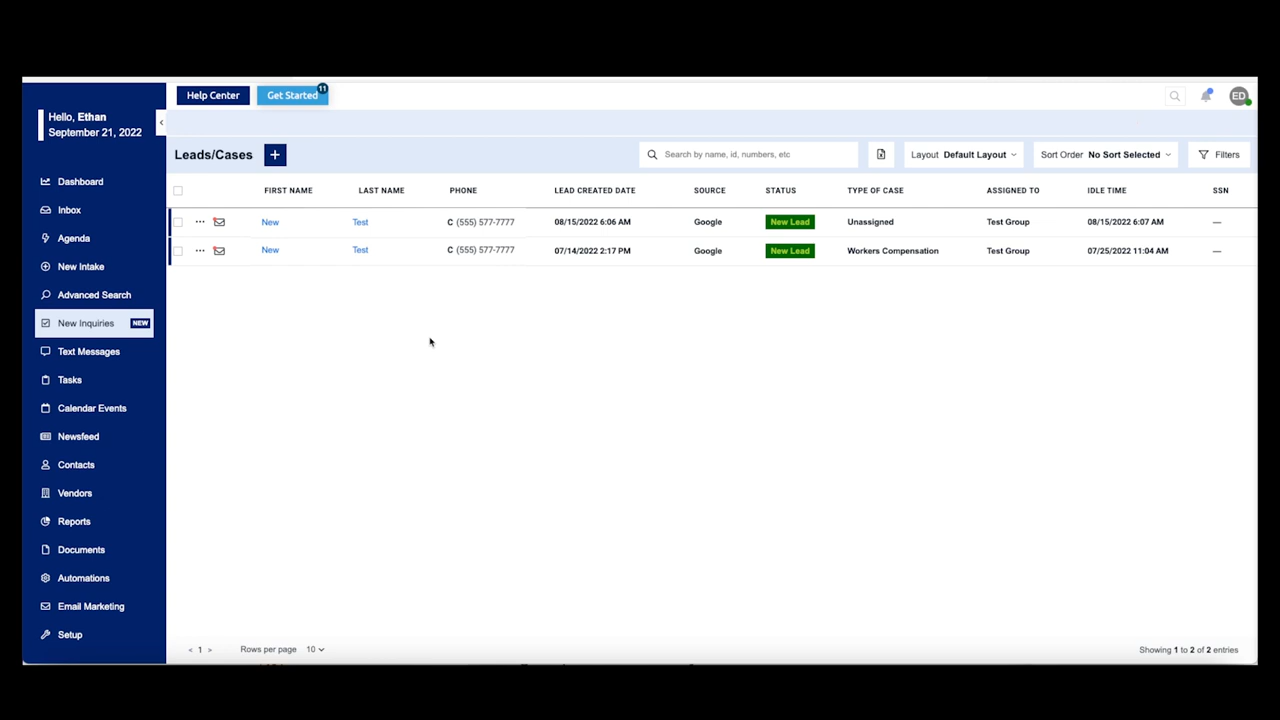 Hello, Ethan
September 21, 2022
Dashboard
Inbox
Agenda
New Intake
Advanced Search
New Inquiries NEW
Text Messages
Tasks
Calendar Events
Newsfeed
Contacts
Vendors
Reports
Documents
Automations
Email Marketing
Setup
Help Center Get Started 11
ED
Leads/Cases + Search by name, id, numbers, etc Layout Default Layout Sort Order No Sort Selected Filters
FIRST NAME LAST NAME PHONE LEAD CREATED DATE SOURCE STATUS TYPE OF CASE ASSIGNED TO IDLE TIME SSN
New Test C (555) 577-7777 08/15/2022 6:06 AM Google New Lead Unassigned Test Group 08/15/2022 6:07 AM —
New Test C (555) 577-7777 07/14/2022 2:17 PM Google New Lead Workers Compensation Test Group 07/25/2022 11:04 AM —
< 1 > Rows per page 10 Showing 1 to 2 of 2 entries